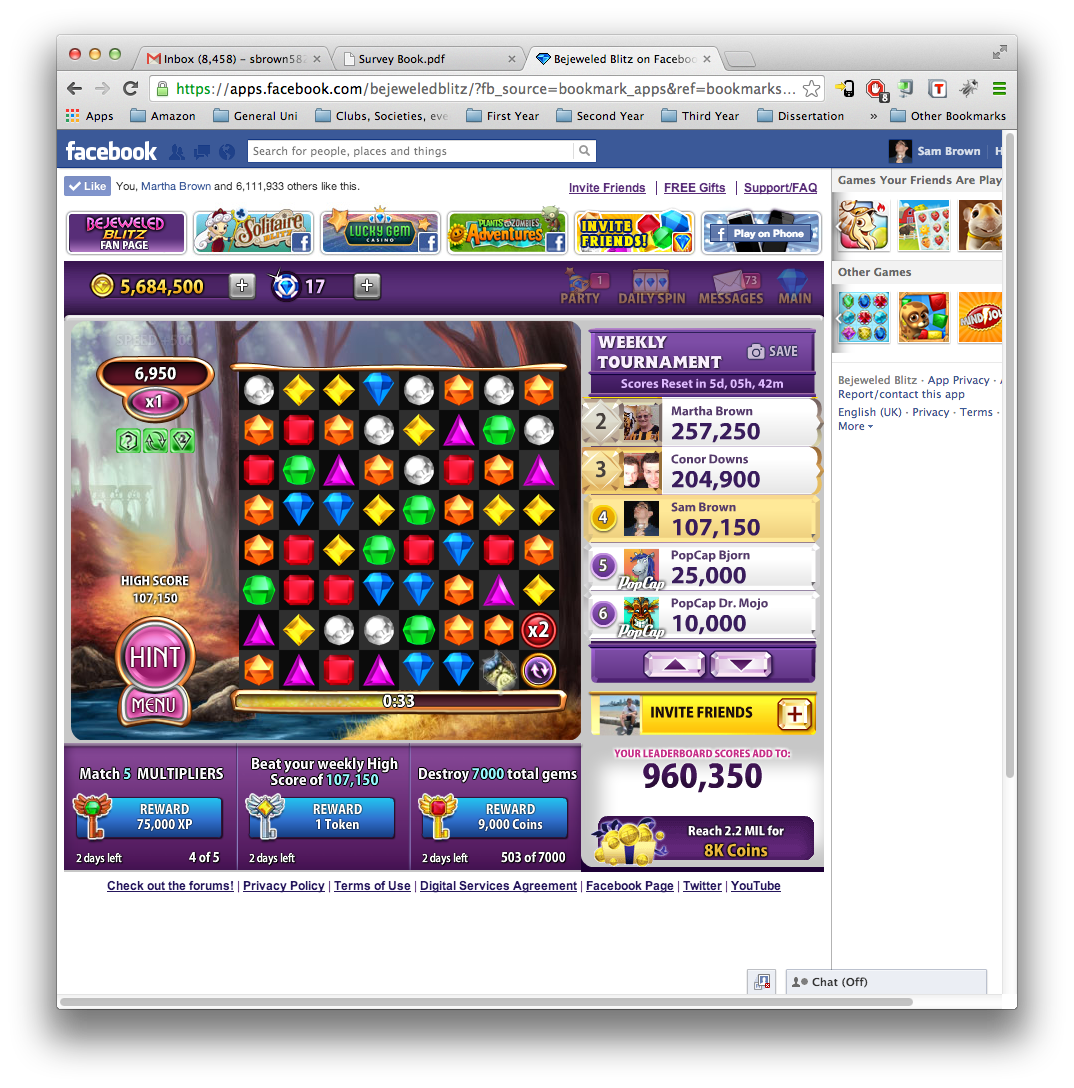 Inbox (8,458) – sbrown582
Survey Book.pdf
Bejeweled Blitz on Faceboo
https://apps.facebook.com/bejeweledblitz/?fb_source=bookmark_apps&ref=bookmarks...
8
Apps
Amazon
General Uni
Clubs, Societies, eve
First Year
Second Year
Third Year
Dissertation
»
Other Bookmarks
facebook
Search for people, places and things
Sam Brown
H
Like
You, Martha Brown and 6,111,933 others like this.
Invite Friends | FREE Gifts | Support/FAQ
BEJEWELED
BLITZ
FAN PAGE
Solitaire
BLITZ
LUCKY GEM
CASINO
PLANTS ZOMBIES
Adventures
INVITE
FRIENDS!
Play on Phone
5,684,500
17
1
PARTY
DAILY SPIN
73
MESSAGES
MAIN
6,950
x1
HIGH SCORE
107,150
HINT
MENU
x2
0:33
WEEKLY
TOURNAMENT
SAVE
Scores Reset in 5d, 05h, 42m
2
Martha Brown
257,250
3
Conor Downs
204,900
4
Sam Brown
107,150
5
PopCap
PopCap Bjorn
25,000
6
PopCap
PopCap Dr. Mojo
10,000
INVITE FRIENDS
YOUR LEADERBOARD SCORES ADD TO:
960,350
Reach 2.2 MIL for
8K Coins
Match 5 MULTIPLIERS
REWARD
75,000 XP
2 days left
4 of 5
Beat your weekly High
Score of 107,150
REWARD
1 Token
2 days left
Destroy 7000 total gems
REWARD
9,000 Coins
2 days left
503 of 7000
Check out the forums! | Privacy Policy | Terms of Use | Digital Services Agreement | Facebook Page | Twitter | YouTube
Games Your Friends Are Play
Other Games
MINDJOL
Bejeweled Blitz · App Privacy ·
Report/contact this app
English (UK) · Privacy · Terms ·
More
Chat (Off)